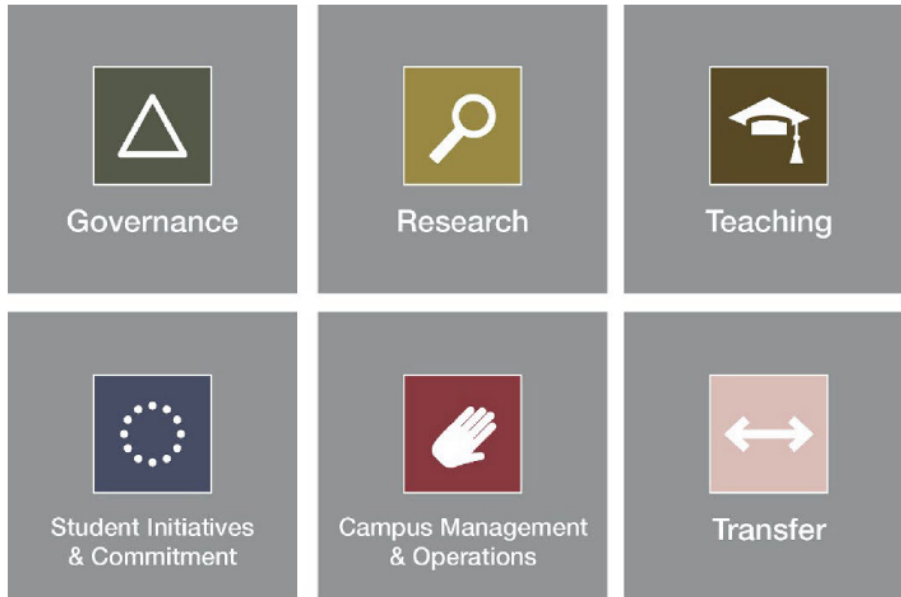 Governance
Research
Teaching
Student Initiatives
& Commitment
Campus Management
& Operations
Transfer